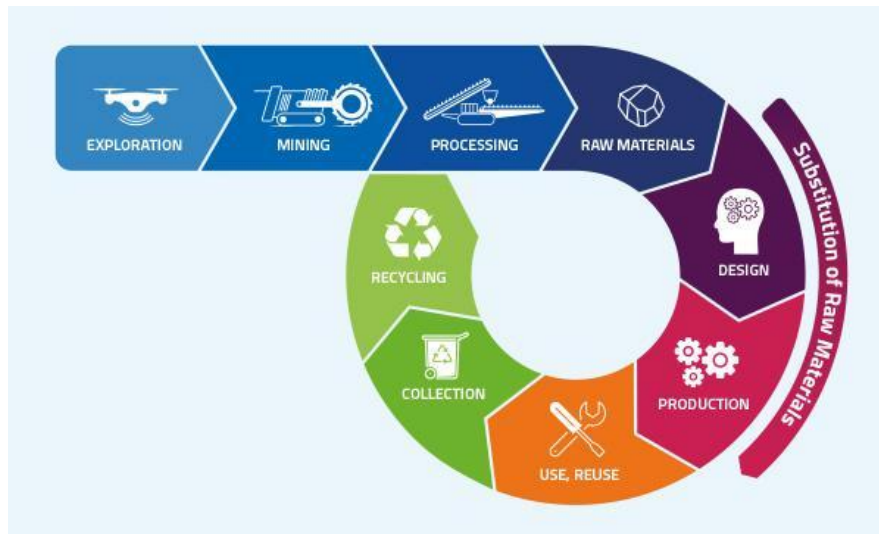 EXPLORATION
MINING
PROCESSING
RAW MATERIALS
DESIGN
Substitution of Raw Materials
PRODUCTION
USE, REUSE
COLLECTION
RECYCLING